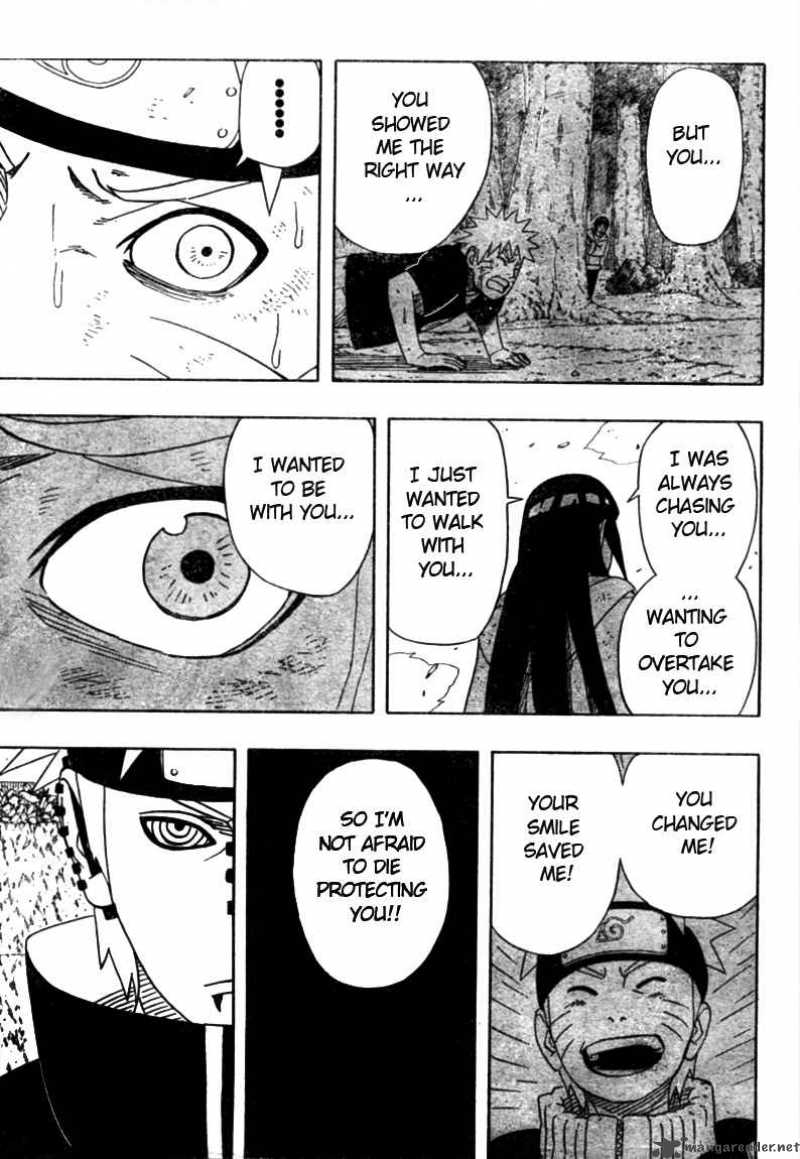 BUT
YOU...
YOU
SHOWED
ME THE
RIGHT WAY
...
......
I WAS
ALWAYS
CHASING
YOU...
...
WANTING
TO
OVERTAKE
YOU...
I JUST
WANTED
TO WALK
WITH
YOU...
I WANTED
TO BE
WITH YOU...
YOU
CHANGED
ME!
YOUR
SMILE
SAVED
ME!
SO I'M
NOT AFRAID
TO DIE
PROTECTING
YOU!!
mangareader.net